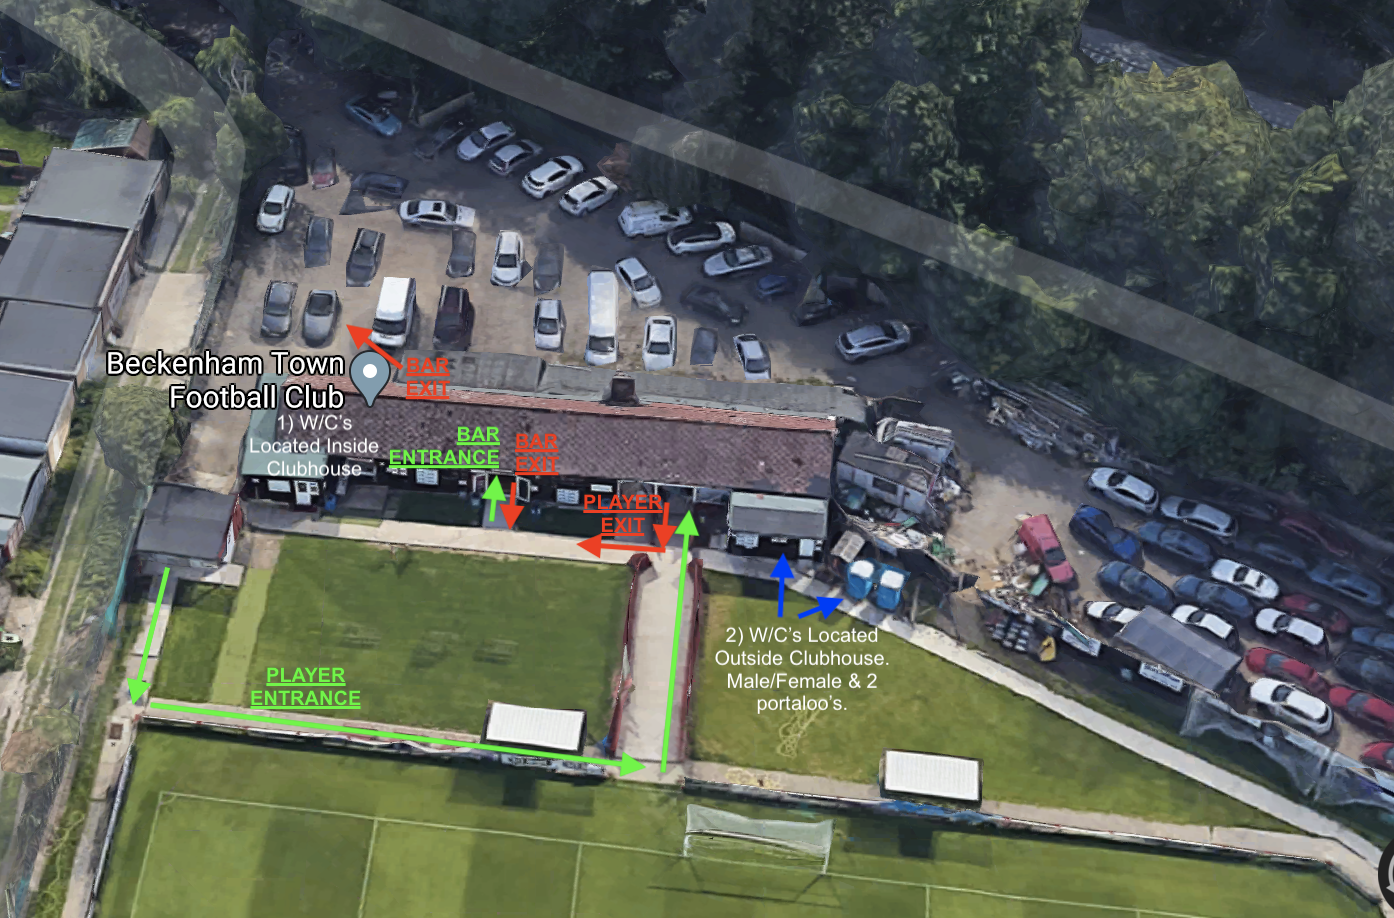 Beckenham Town
Football Club
1) W/C's
Located Inside
Clubhouse
BAR
EXIT
BAR
ENTRANCE
BAR
EXIT
PLAYER
EXIT
PLAYER
ENTRANCE
2) W/C's Located
Outside Clubhouse.
Male/Female & 2
portaloo's.